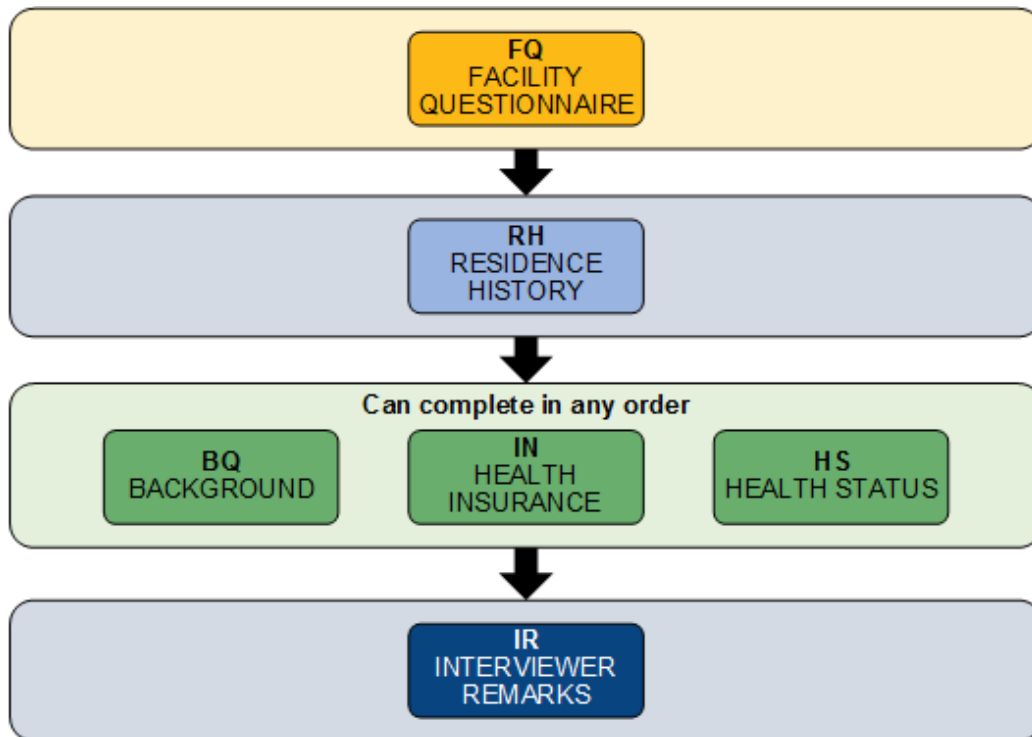 FQ
FACILITY
QUESTIONNAIRE
RH
RESIDENCE
HISTORY
Can complete in any order
BQ
BACKGROUND
IN
HEALTH
INSURANCE
HS
HEALTH STATUS
IR
INTERVIEWER
REMARKS